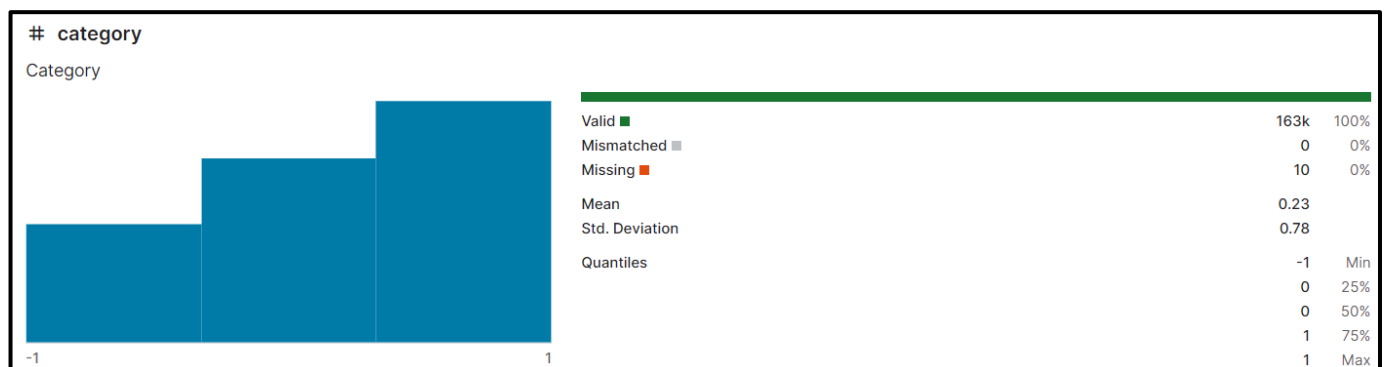 # category
Category
-1 1
Valid 163k 100%
Mismatched 0 0%
Missing 10 0%
Mean 0.23
Std. Deviation 0.78
Quantiles -1 Min
0 25%
0 50%
1 75%
1 Max